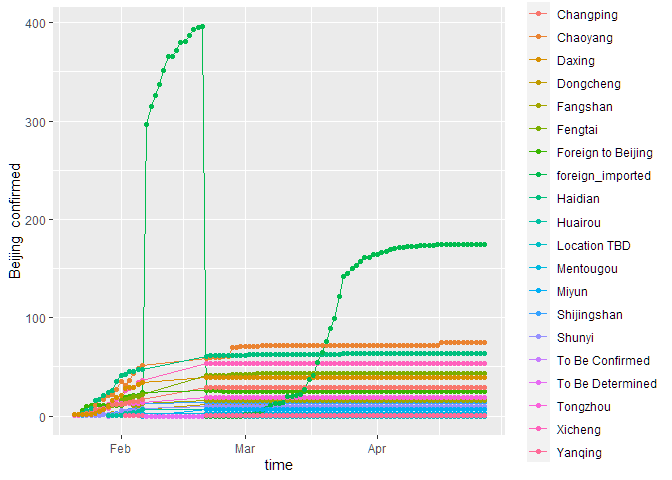 400
300
200
100
0
Beijing confirmed
Feb
Mar
Apr
time
Changping
Chaoyang
Daxing
Dongcheng
Fangshan
Fengtai
Foreign to Beijing
foreign_imported
Haidian
Huairou
Location TBD
Mentougou
Miyun
Shijingshan
Shunyi
To Be Confirmed
To Be Determined
Tongzhou
Xicheng
Yanqing